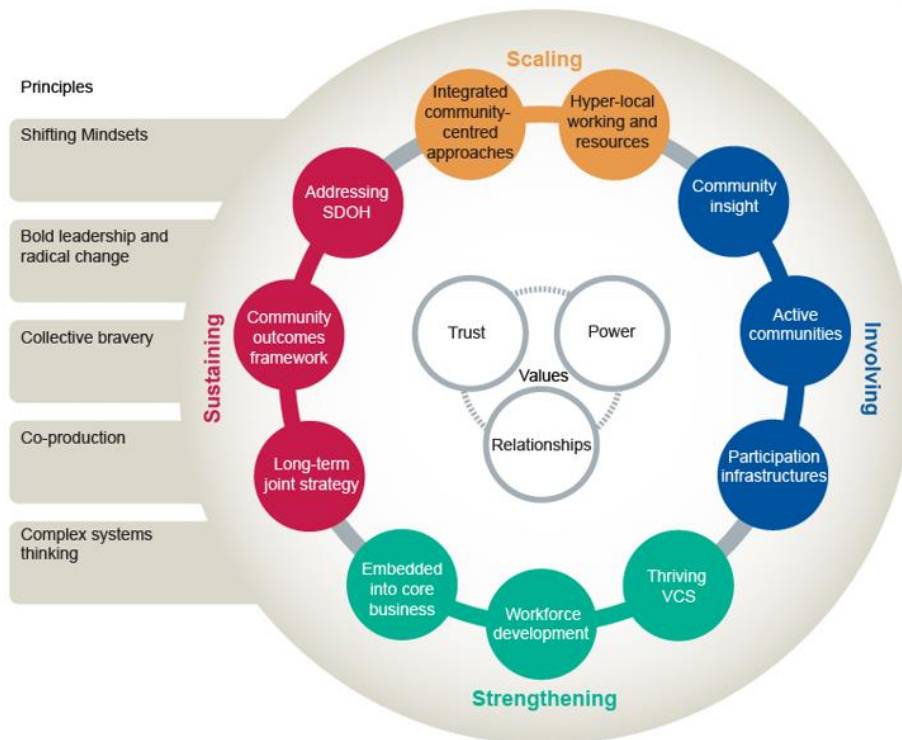 Principles
Shifting Mindsets
Bold leadership and
radical change
Collective bravery
Co-production
Complex systems
thinking
Scaling
Integrated
community-
centred
approaches
Hyper-local
working and
resources
Community
insight
Active
communities
Participation
infrastructures
Involving
Thriving
VCS
Workforce
development
Embedded
into core
business
Strengthening
Long-term
joint strategy
Community
outcomes
framework
Addressing
SDOH
Sustaining
Trust
Power
Values
Relationships